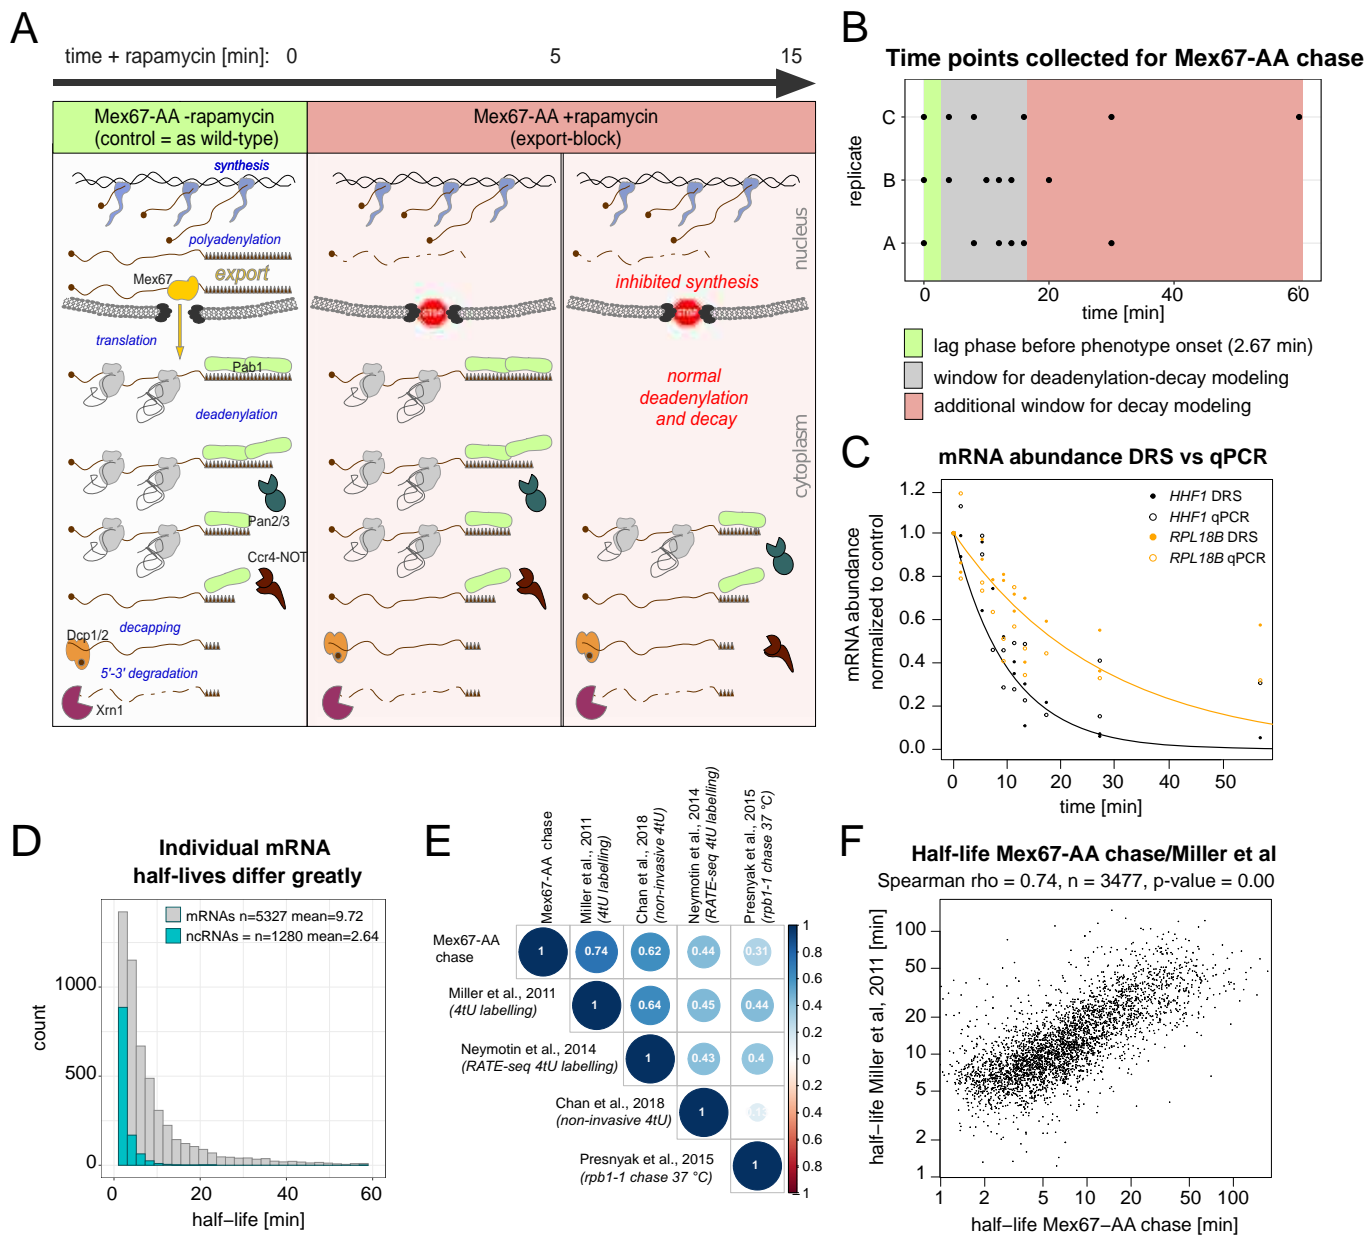 A
time + rapamycin [min]: 0 5 15
Mex67-AA -rapamycin
(control = as wild-type)
Mex67-AA +rapamycin
(export-block)
synthesis
polyadenylation
Mex67
export
nucleus
inhibited synthesis
STOP
STOP
translation
Pab1
normal
deadenylation
and decay
deadenylation
cytoplasm
Pan2/3
Ccr4-NOT
decapping
Dcp1/2
5'-3' degradation
Xrn1
B
Time points collected for Mex67-AA chase
replicate
C
B
A
0 20 40 60
time [min]
lag phase before phenotype onset (2.67 min)
window for deadenylation-decay modeling
additional window for decay modeling
C
mRNA abundance DRS vs qPCR
mRNA abundance
normalized to control
1.2
1.0
0.8
0.6
0.4
0.2
0.0
HHF1 DRS
HHF1 qPCR
RPL18B DRS
RPL18B qPCR
0 10 20 30 40 50
time [min]
D
Individual mRNA
half-lives differ greatly
mRNAs n=5327 mean=9.72
ncRNAs = n=1280 mean=2.64
count
1000
500
0
0 20 40 60
half−life [min]
E
Mex67-AA chase
Miller et al., 2011
(4tU labelling)
Chan et al., 2018
(non-invasive 4tU)
Neymotin et al., 2014
(RATE-seq 4tU labelling)
Presnyak et al., 2015
(rpb1-1 chase 37 °C)
Mex67-AA
chase
1 0.74 0.62 0.44 0.31
Miller et al., 2011
(4tU labelling)
1 0.64 0.45 0.44
Neymotin et al., 2014
(RATE-seq 4tU labelling)
1 0.43 0.4
Chan et al., 2018
(non-invasive 4tU)
1
Presnyak et al., 2015
(rpb1-1 chase 37 °C)
1
1
0.8
0.6
0.4
0.2
0
0.2
0.4
0.6
0.8
1
F
Half-life Mex67-AA chase/Miller et al
Spearman rho = 0.74, n = 3477, p-value = 0.00
half−life Miller et al, 2011 [min]
100
50
20
10
5
2
1
1 2 5 10 20 50 100
half−life Mex67−AA chase [min]